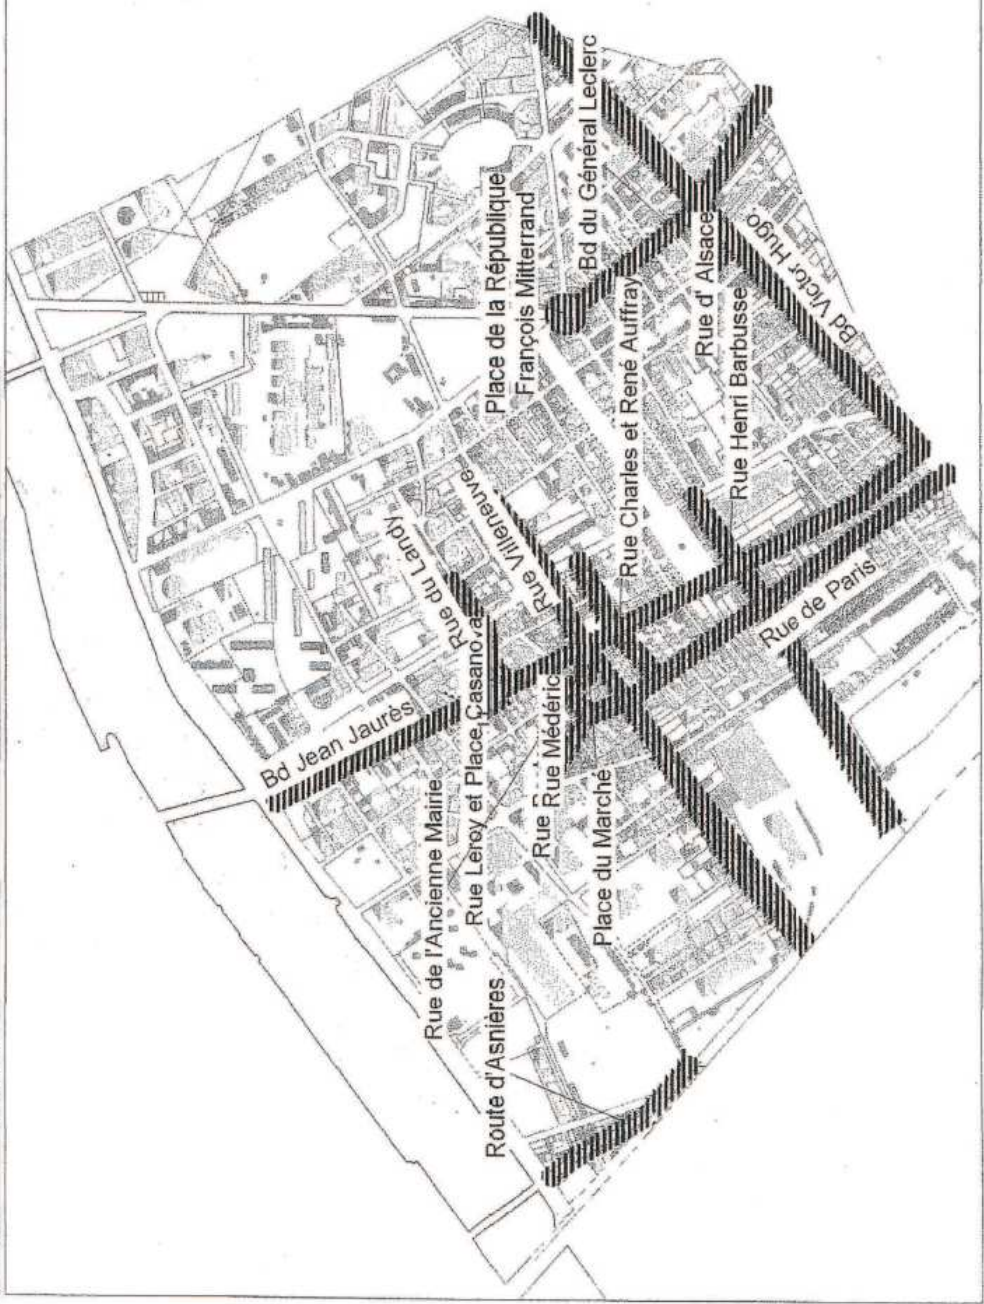 Route d'Asnières
Rue de l'Ancienne Mairie
Rue Leroy et Place Casanova
Bd Jean Jaurès
Rue du Landy
Rue Villeneuve
Rue
Rue Médéric
Place du Marché
Place de la République
François Mitterrand
Bd du Général Leclerc
Rue Charles et René Auffray
Rue d'Alsace
Rue Henri Barbusse
Bd Victor Hugo
Rue de Paris